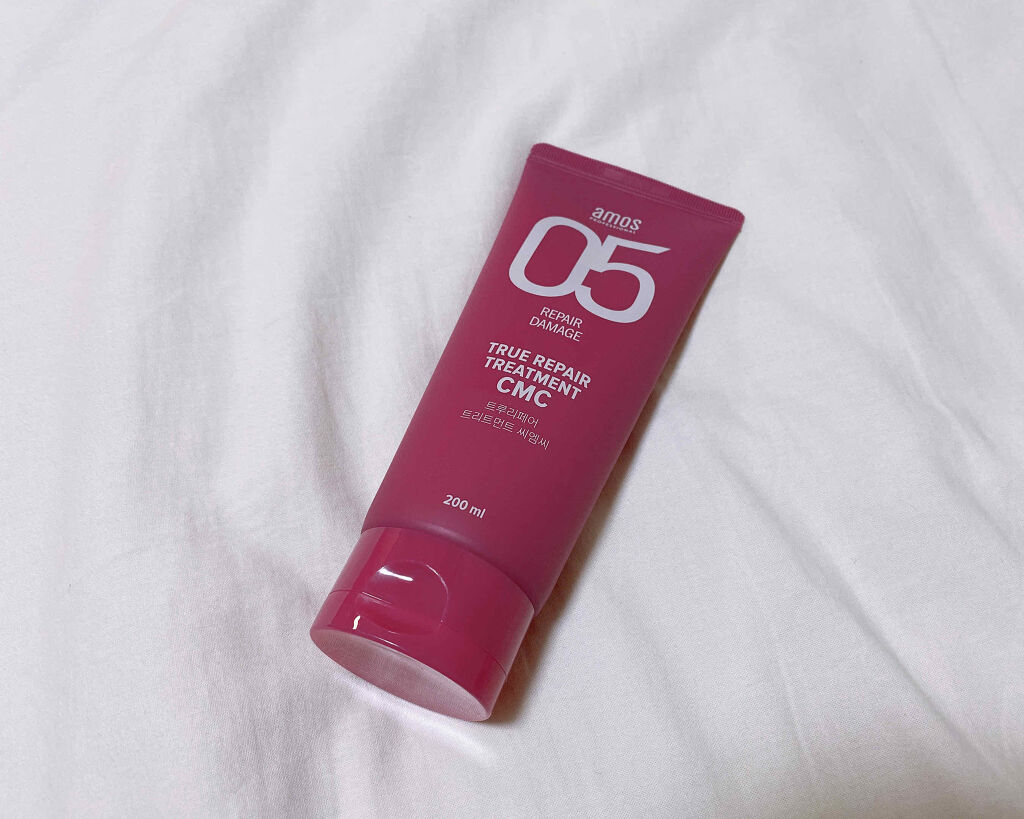 amos
PROFESSIONAL
05
REPAIR
DAMAGE
TRUE REPAIR
TREATMENT
CMC
트루리페어
트리트먼트 씨엠씨
200 ml